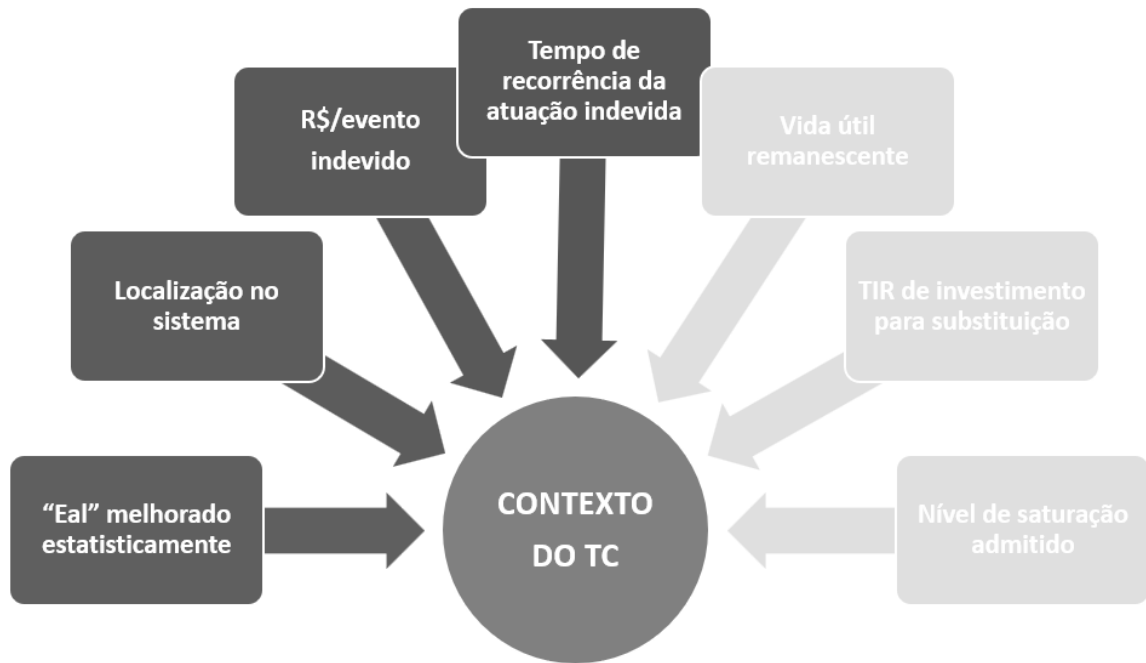 Tempo de
recorrência da
atuação indevida
R$/evento
indevido
Vida útil
remanescente
Localização no
sistema
TIR de investimento
para substituição
“Eal” melhorado
estatisticamente
CONTEXTO
DO TC
Nível de saturação
admitido